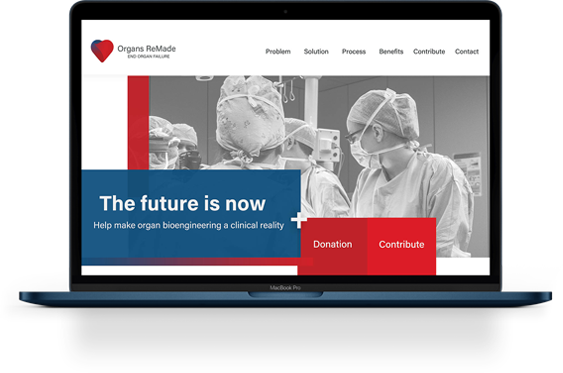 Organs ReMade
END ORGAN FAILURE
Problem Solution Process Benefits Contribute Contact
The future is now
Help make organ bioengineering a clinical reality
Donation Contribute
MacBook Pro